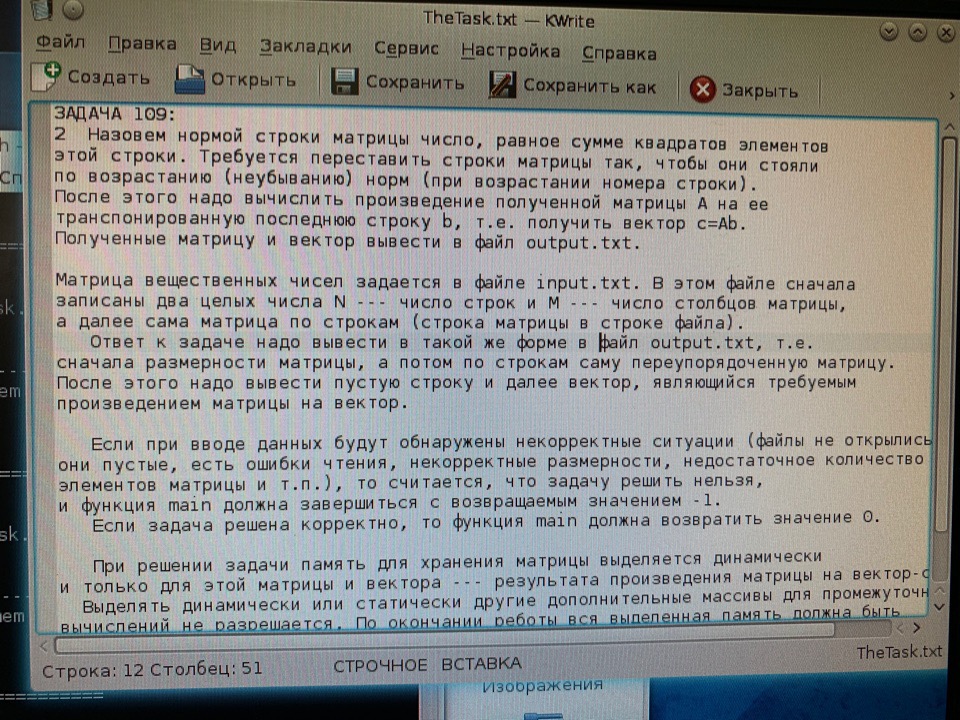 TheTask.txt — KWrite
Файл Правка Вид Закладки Сервис Настройка Справка
Создать Открыть Сохранить Сохранить как Закрыть
ЗАДАЧА 109:
2 Назовем нормой строки матрицы число, равное сумме квадратов элементов
этой строки. Требуется переставить строки матрицы так, чтобы они стояли
по возрастанию (неубыванию) норм (при возрастании номера строки).
После этого надо вычислить произведение полученной матрицы А на ее
транспонированную последнюю строку b, т.е. получить вектор c=Ab.
Полученные матрицу и вектор вывести в файл output.txt.
Матрица вещественных чисел задается в файле input.txt. В этом файле сначала
записаны два целых числа N --- число строк и M --- число столбцов матрицы,
а далее сама матрица по строкам (строка матрицы в строке файла).
Ответ к задаче надо вывести в такой же форме в файл output.txt, т.е.
сначала размерности матрицы, а потом по строкам саму переупорядоченную матрицу.
После этого надо вывести пустую строку и далее вектор, являющийся требуемым
произведением матрицы на вектор.
Если при вводе данных будут обнаружены некорректные ситуации (файлы не открылись
они пустые, есть ошибки чтения, некорректные размерности, недостаточное количество
элементов матрицы и т.п.), то считается, что задачу решить нельзя,
и функция main должна завершиться с возвращаемым значением -1.
Если задача решена корректно, то функция main должна возвратить значение 0.
При решении задачи память для хранения матрицы выделяется динамически
и только для этой матрицы и вектора --- результата произведения матрицы на вектор-с
Выделять динамически или статически другие дополнительные массивы для промежуточн
вычислений не разрешается. По окончании работы вся выделенная память должна быть
Строка: 12 Столбец: 51 СТРОЧНОЕ ВСТАВКА TheTask.txt
Изображения